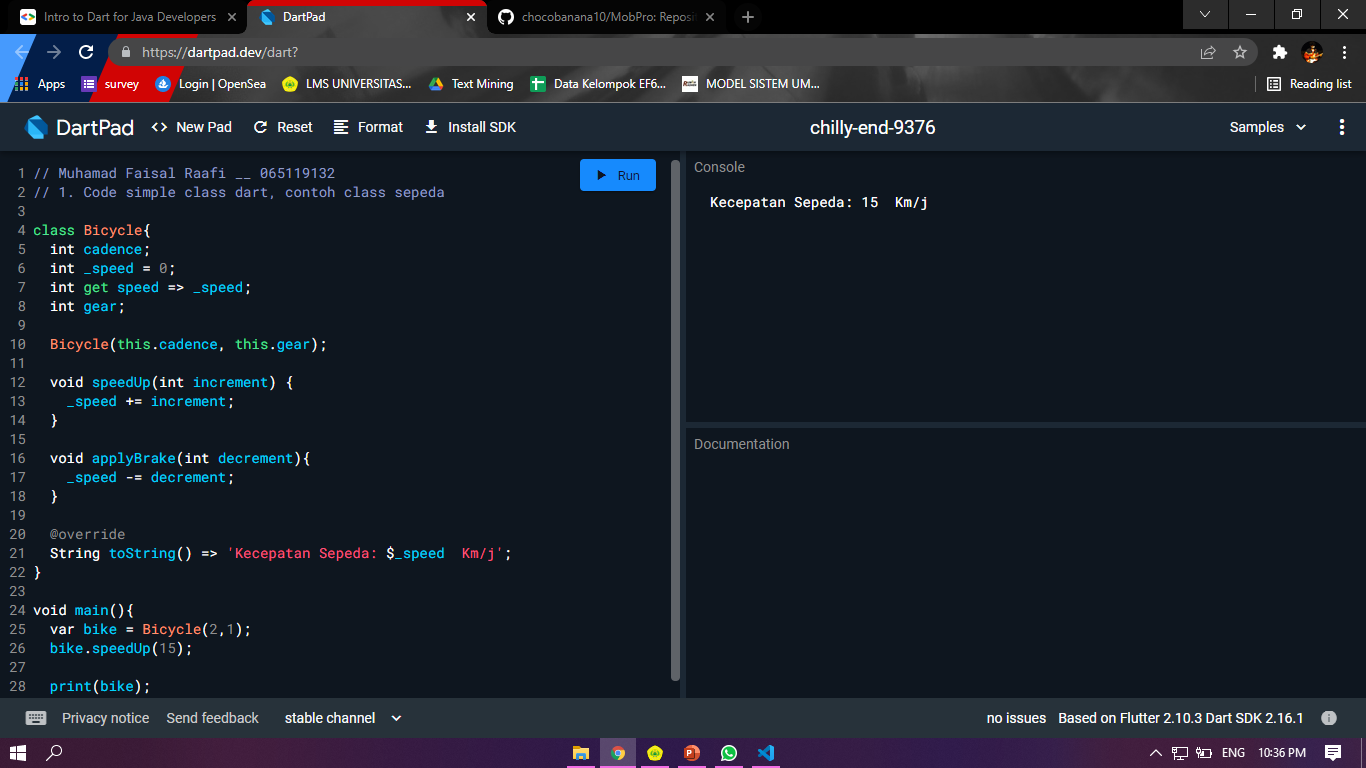 Intro to Dart for Java Developers
DartPad
chocobanana10/MobPro: Reposi
https://dartpad.dev/dart?
Apps
survey
Login | OpenSea
LMS UNIVERSITAS...
Text Mining
Data Kelompok EF6...
MODEL SISTEM UM...
Reading list
DartPad
<> New Pad
Reset
Format
Install SDK
chilly-end-9376
Samples
1 // Muhamad Faisal Raafi __ 065119132
2 // 1. Code simple class dart, contoh class sepeda
3
4 class Bicycle{
5   int cadence;
6   int _speed = 0;
7   int get speed => _speed;
8   int gear;
9
10   Bicycle(this.cadence, this.gear);
11
12   void speedUp(int increment) {
13     _speed += increment;
14   }
15
16   void applyBrake(int decrement){
17     _speed -= decrement;
18   }
19
20   @override
21   String toString() => 'Kecepatan Sepeda: $_speed  Km/j';
22 }
23
24 void main(){
25   var bike = Bicycle(2,1);
26   bike.speedUp(15);
27
28   print(bike);
Run
Console
Kecepatan Sepeda: 15  Km/j
Documentation
Privacy notice
Send feedback
stable channel
no issues
Based on Flutter 2.10.3 Dart SDK 2.16.1
ENG
10:36 PM